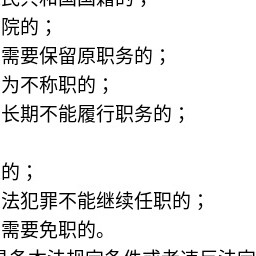 民共和国国籍的；
院的；
需要保留原职务的；
为不称职的；
长期不能履行职务的；
的；
法犯罪不能继续任职的；
需要免职的。